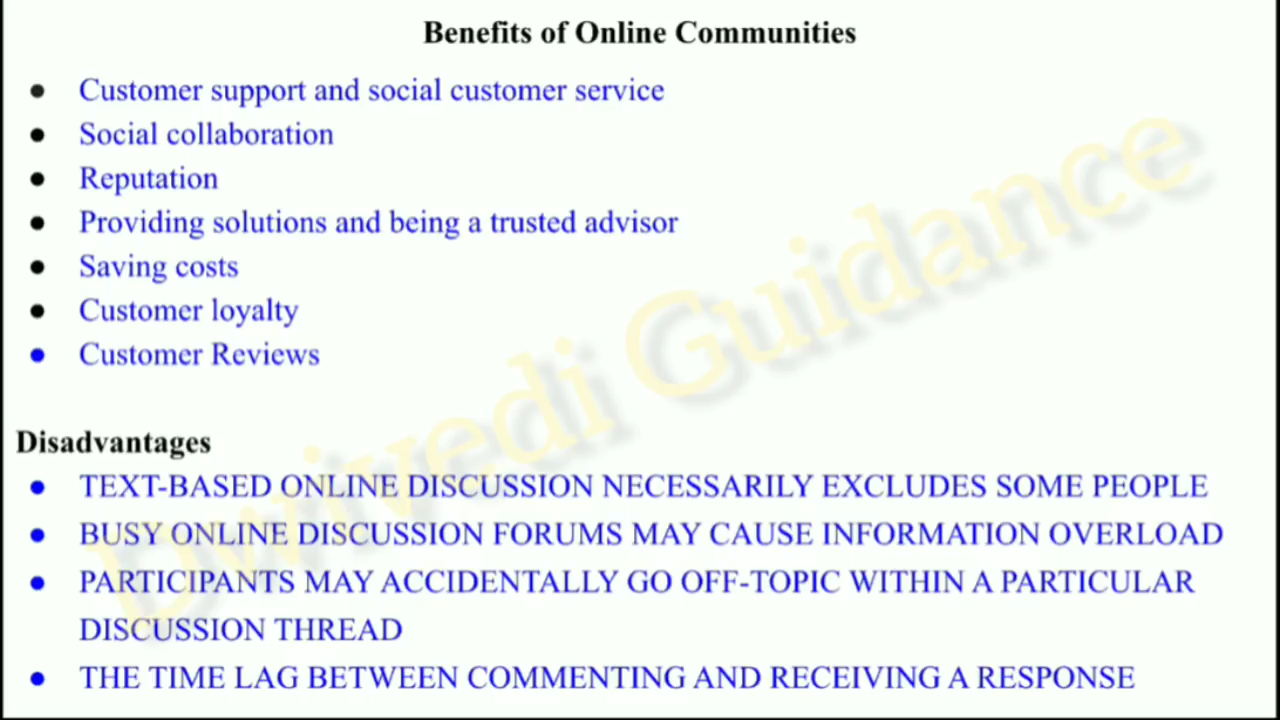 Benefits of Online Communities
● Customer support and social customer service
● Social collaboration
● Reputation
● Providing solutions and being a trusted advisor
● Saving costs
● Customer loyalty
● Customer Reviews
Disadvantages
● TEXT-BASED ONLINE DISCUSSION NECESSARILY EXCLUDES SOME PEOPLE
● BUSY ONLINE DISCUSSION FORUMS MAY CAUSE INFORMATION OVERLOAD
● PARTICIPANTS MAY ACCIDENTALLY GO OFF-TOPIC WITHIN A PARTICULAR
DISCUSSION THREAD
● THE TIME LAG BETWEEN COMMENTING AND RECEIVING A RESPONSE
Dwivedi Guidance